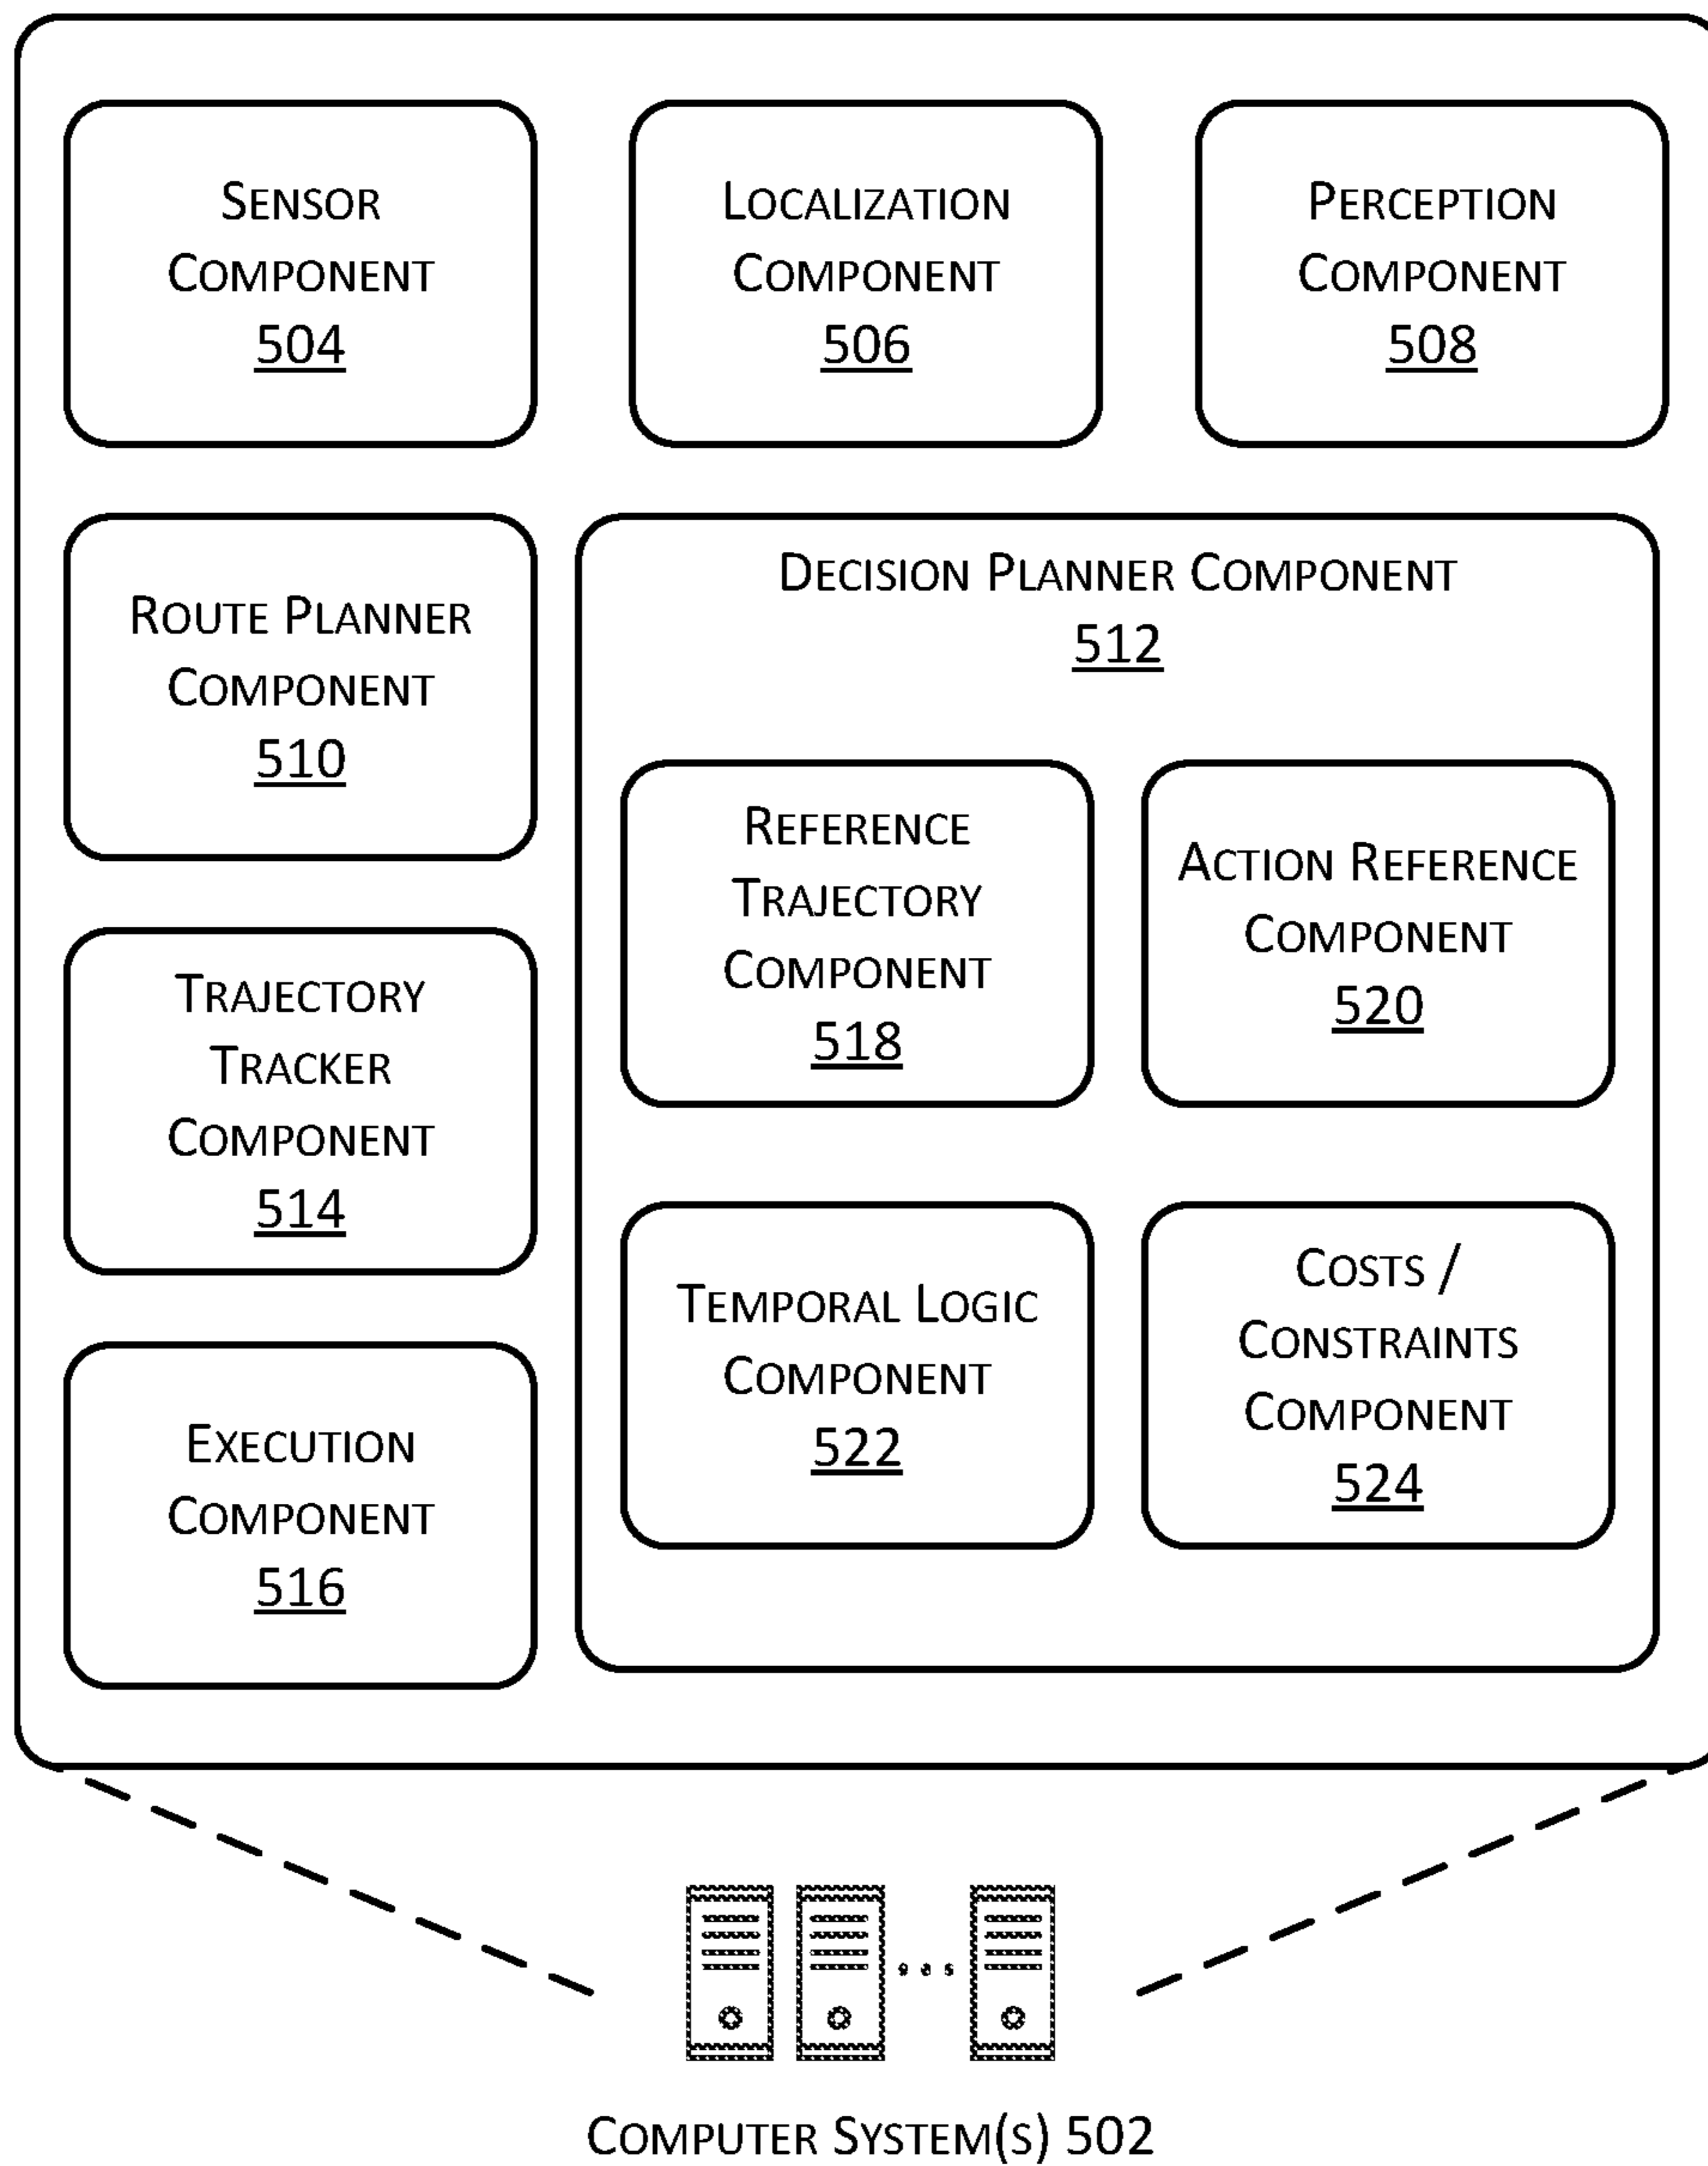 Sensor
Component
504
Localization
Component
506
Perception
Component
508
Route Planner
Component
510
Decision Planner Component
512
Reference
Trajectory
Component
518
Action Reference
Component
520
Trajectory
Tracker
Component
514
Temporal Logic
Component
522
Costs /
Constraints
Component
524
Execution
Component
516
Computer System(s) 502